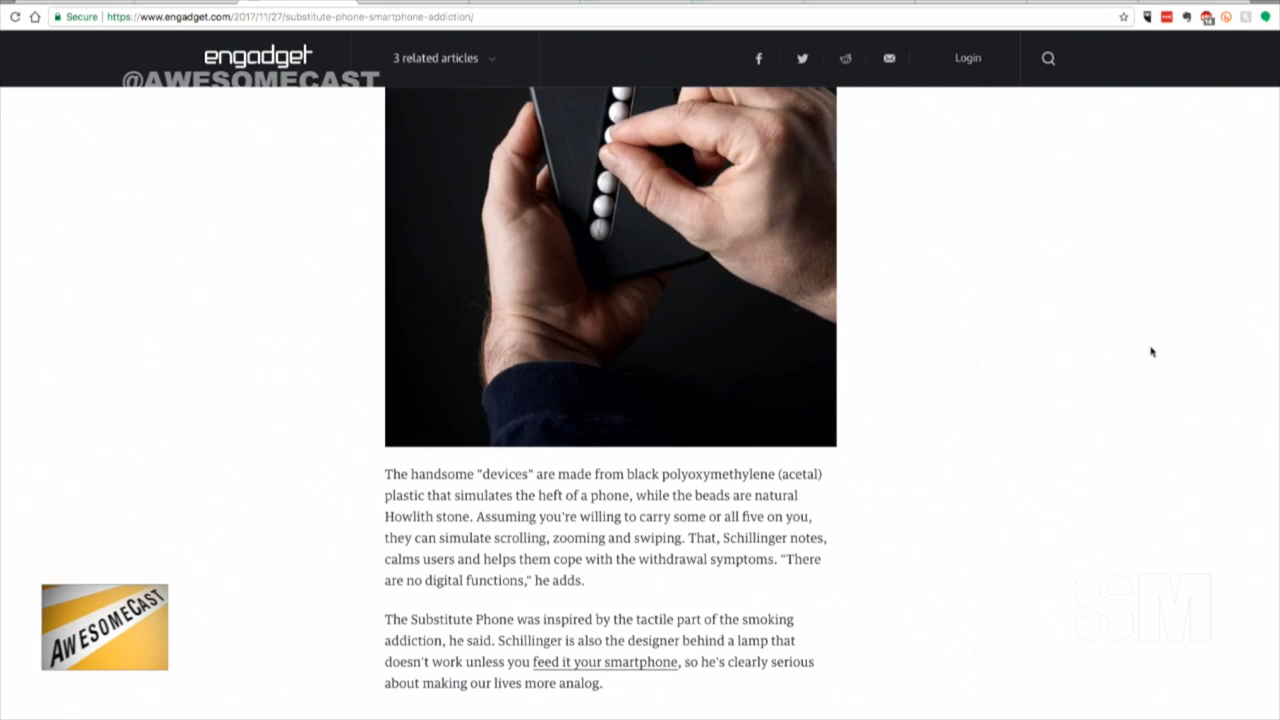 Secure | https://www.engadget.com/2017/11/27/substitute-phone-smartphone-addiction/
engadget
3 related articles
Login
@AWESOMECAST
The handsome "devices" are made from black polyoxymethylene (acetal)
plastic that simulates the heft of a phone, while the beads are natural
Howlith stone. Assuming you're willing to carry some or all five on you,
they can simulate scrolling, zooming and swiping. That, Schillinger notes,
calms users and helps them cope with the withdrawal symptoms. "There
are no digital functions," he adds.
The Substitute Phone was inspired by the tactile part of the smoking
addiction, he said. Schillinger is also the designer behind a lamp that
doesn't work unless you feed it your smartphone, so he's clearly serious
about making our lives more analog.
AWESOMECAST
SM